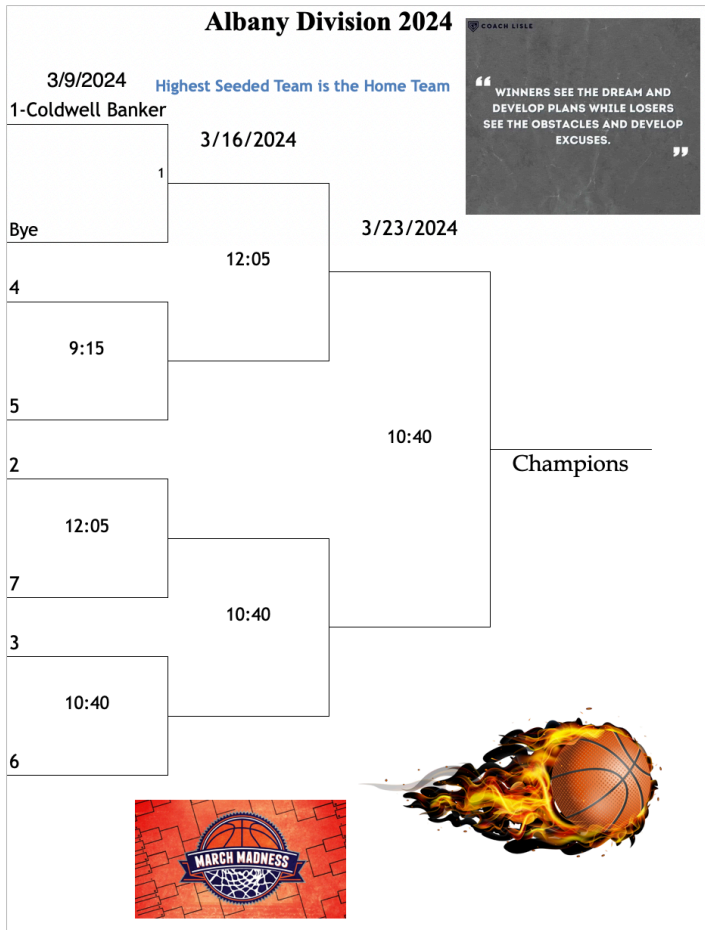 Albany Division 2024
COACH LISLE
3/9/2024
Highest Seeded Team is the Home Team
“ WINNERS SEE THE DREAM AND
DEVELOP PLANS WHILE LOSERS
SEE THE OBSTACLES AND DEVELOP
EXCUSES.
”
1-Coldwell Banker
3/16/2024
1
Bye
3/23/2024
12:05
4
9:15
5
10:40
2
Champions
12:05
7
10:40
3
10:40
6
MARCH MADNESS